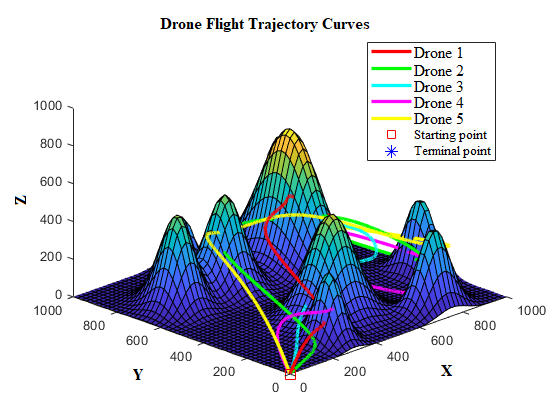 Drone Flight Trajectory Curves
Drone 1
Drone 2
Drone 3
Drone 4
Drone 5
Starting point
Terminal point
1000
800
600
400
200
0
Z
1000
800
600
400
200
0
Y
0
200
400
600
800
1000
X